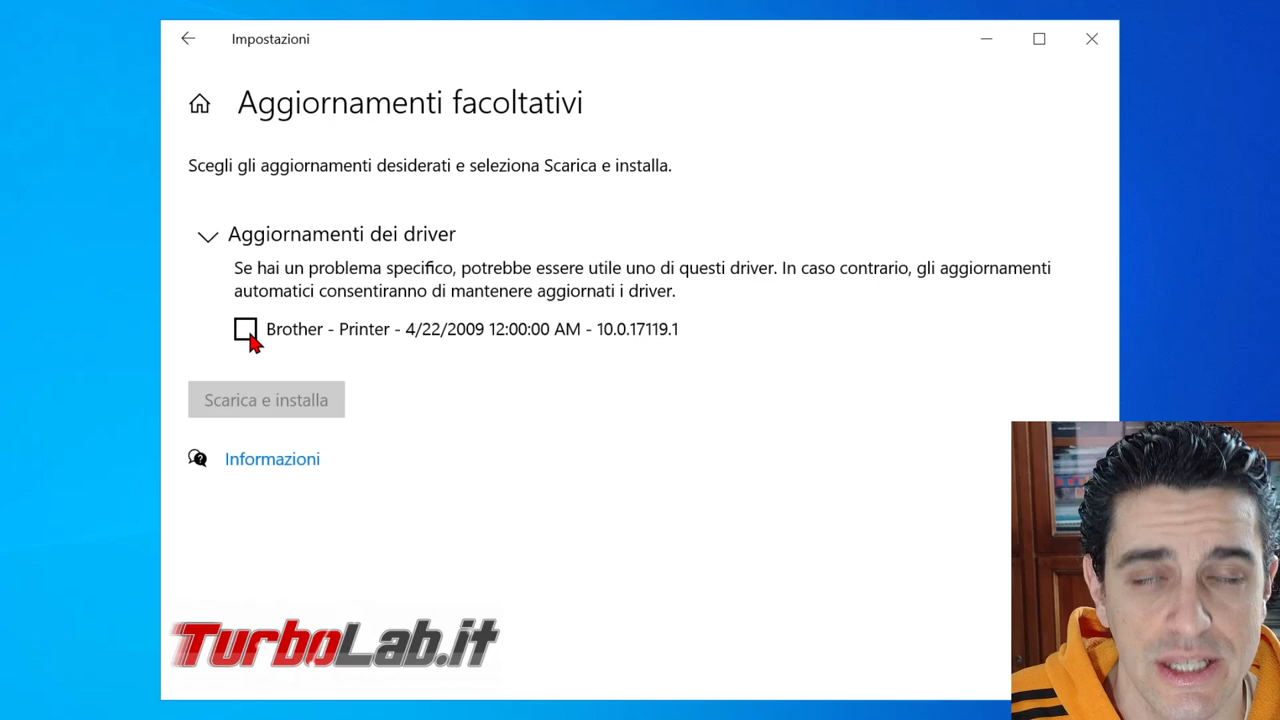 Impostazioni
Aggiornamenti facoltativi
Scegli gli aggiornamenti desiderati e seleziona Scarica e installa.
Aggiornamenti dei driver
Se hai un problema specifico, potrebbe essere utile uno di questi driver. In caso contrario, gli aggiornamenti
automatici consentiranno di mantenere aggiornati i driver.
Brother - Printer - 4/22/2009 12:00:00 AM - 10.0.17119.1
Scarica e installa
Informazioni
TurboLab.it